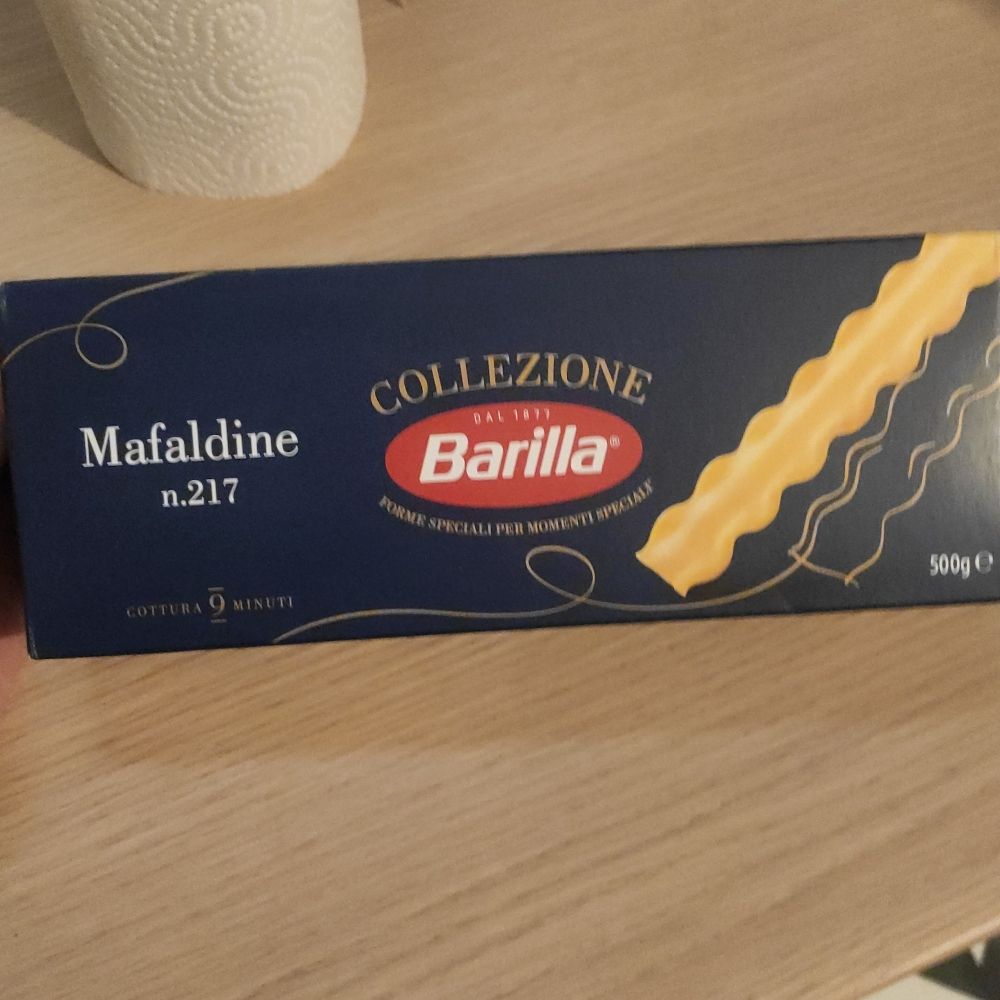 COLLEZIONE
DAL 1877
Barilla®
FORME SPECIALI PER MOMENTI SPECIALI
Mafaldine
n.217
COTTURA 9 MINUTI
500g ℮